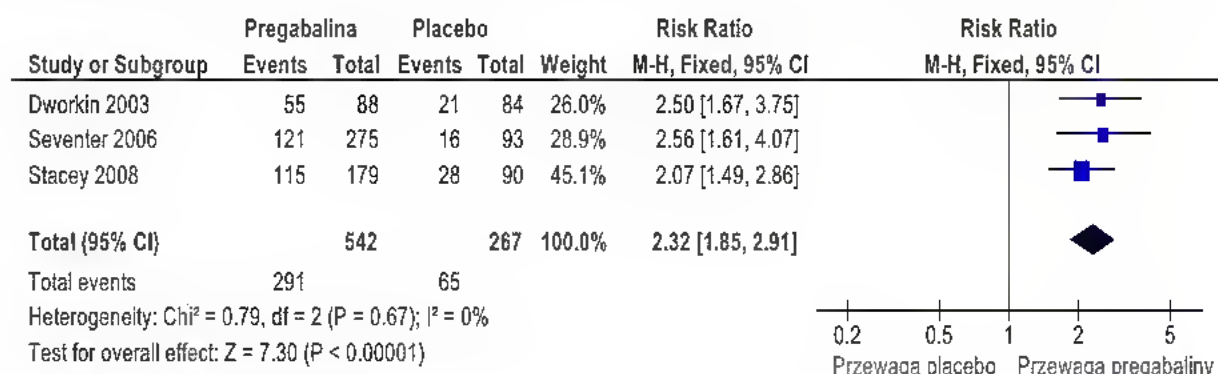 Pregabalina Placebo Risk Ratio Risk Ratio
Study or Subgroup Events Total Events Total Weight M-H, Fixed, 95% CI M-H, Fixed, 95% CI
Dworkin 2003 55 88 21 84 26.0% 2.50 [1.67, 3.75]
Seventer 2006 121 275 16 93 28.9% 2.56 [1.61, 4.07]
Stacey 2008 115 179 28 90 45.1% 2.07 [1.49, 2.86]
Total (95% CI) 542 267 100.0% 2.32 [1.85, 2.91]
Total events 291 65
Heterogeneity: Chi² = 0.79, df = 2 (P = 0.67); I² = 0%
Test for overall effect: Z = 7.30 (P < 0.00001)
0.2 0.5 1 2 5
Przewaga placebo Przewaga pregabaliny